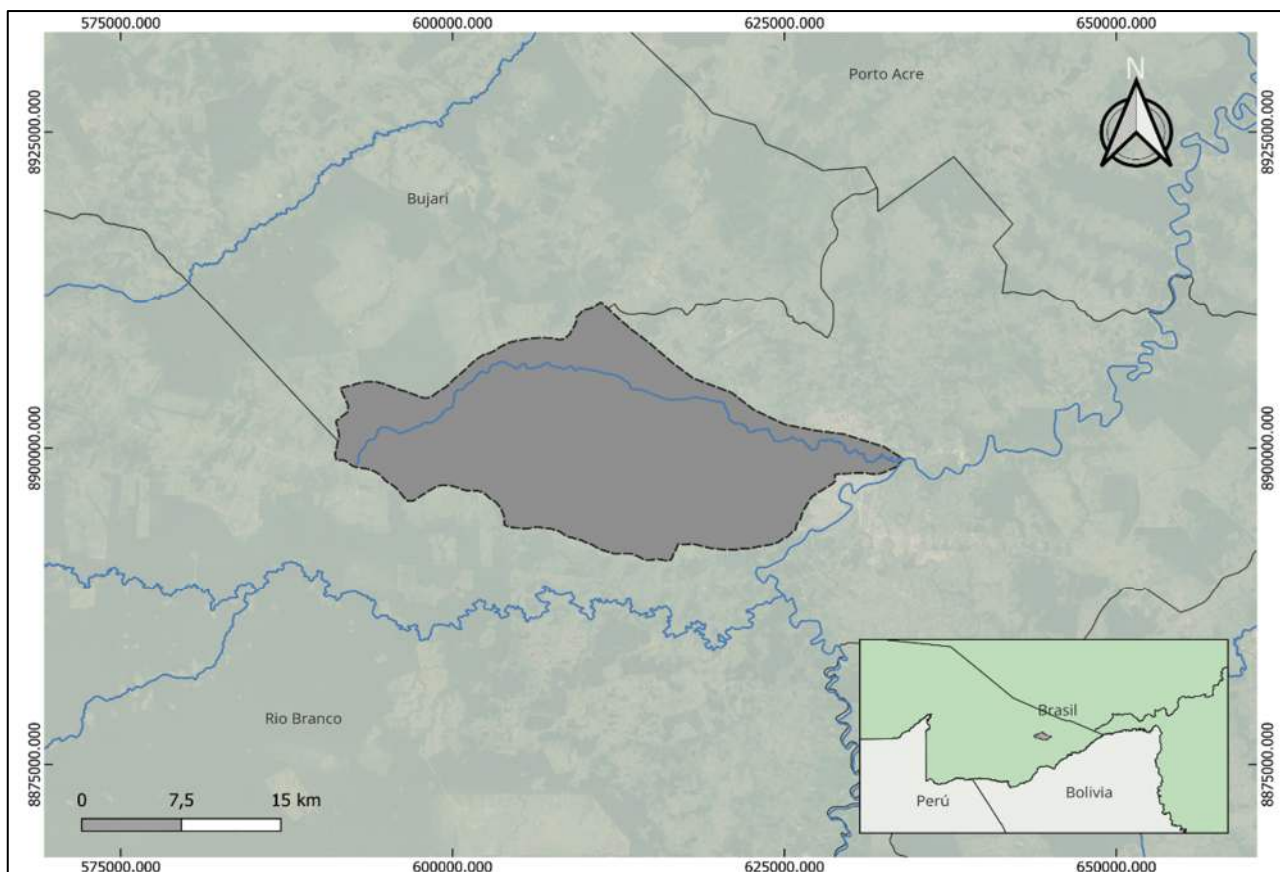 575000.000 600000.000 625000.000 650000.000
Porto Acre
N
8925000.000 8925000.000
Bujari
8900000.000 8900000.000
Rio Branco
Brasil
Perú
Bolivia
8875000.000 8875000.000
0 7,5 15 km
575000.000 600000.000 625000.000 650000.000